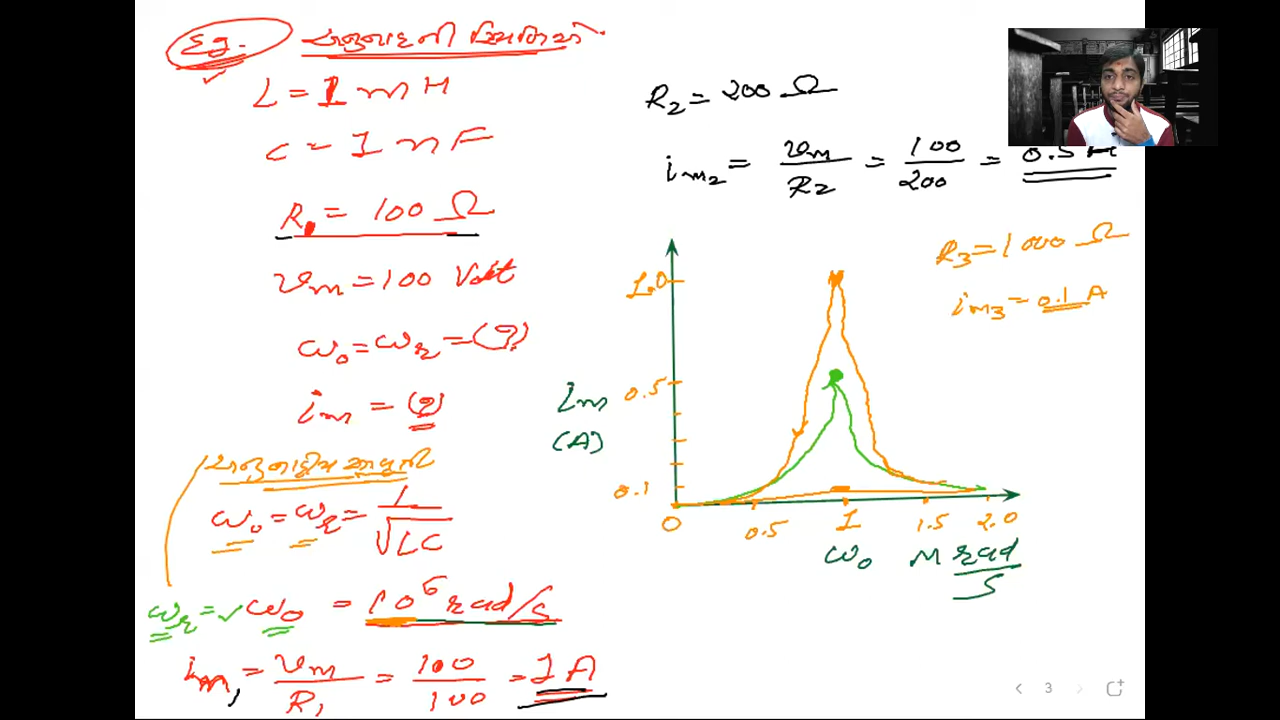 Eg. અનુનાદની
L = 1 mH
C = 1 nF
R₁ = 100 Ω
vm = 100 Volt
ω₀ = ωr = (?)
im = (?)
અનુનાદીય આવૃત્તિ
ω₀ = ωr = 1/√LC
ωr = ω₀ = 10⁶ rad/s
im₁ = vm/R₁ = 100/100 = 1 A
R₂ = 200 Ω
im₂ = vm/R₂ = 100/200 = 0.5 A
R₃ = 1000 Ω
im₃ = 0.1 A
1.0
0.5
Im
(A)
0.1
0 0.5 1 1.5 2.0
ω₀ M rad/s
3